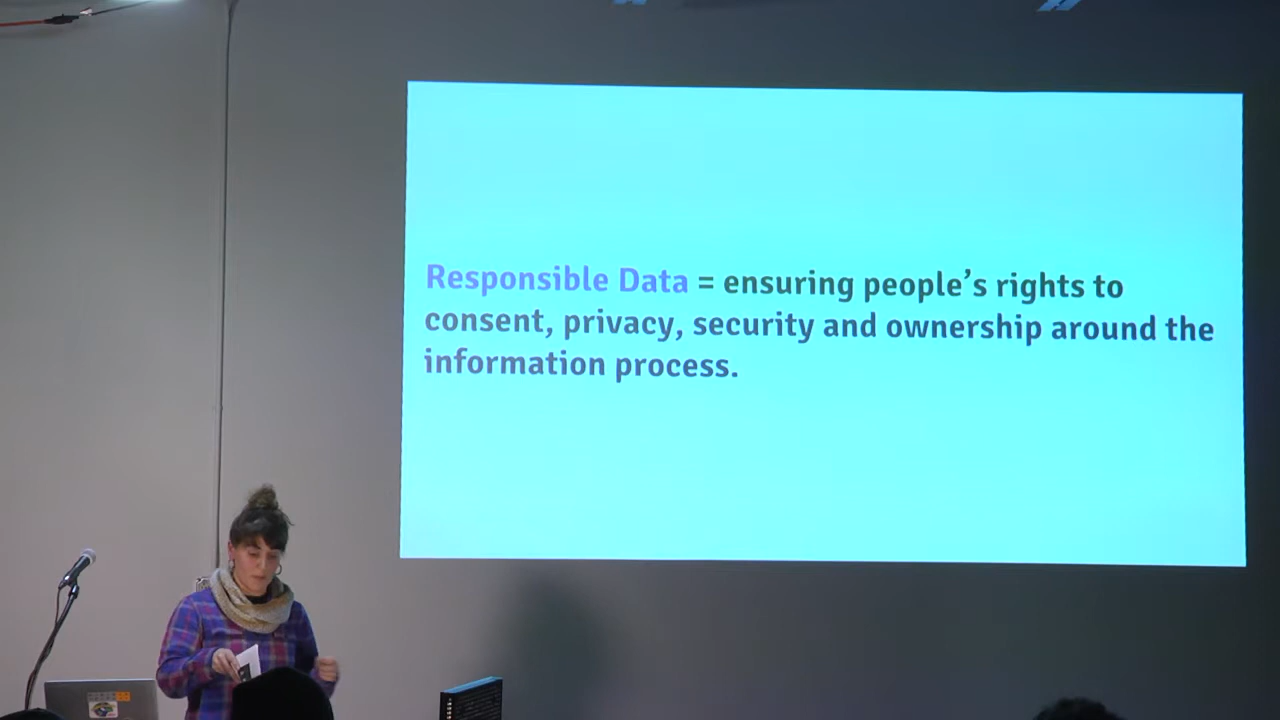 Responsible Data = ensuring people's rights to
consent, privacy, security and ownership around the
information process.